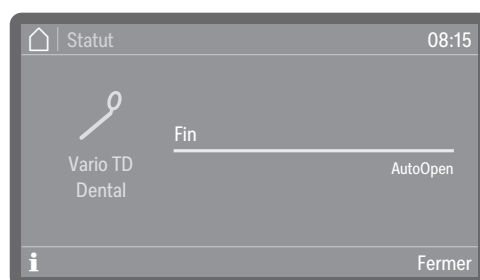 Statut 08:15
Fin
Vario TD
Dental
AutoOpen
i Fermer